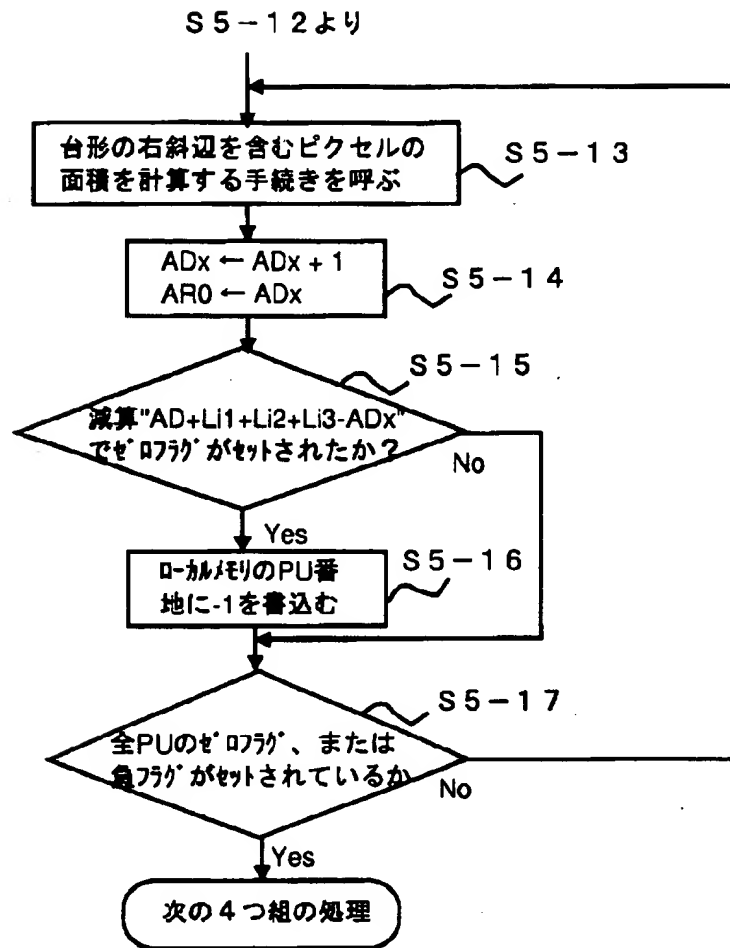 S5-12より
台形の右斜辺を含むピクセルの
面積を計算する手続きを呼ぶ
S5-13
ADx ← ADx + 1
AR0 ← ADx
S5-14
S5-15
減算"AD+Li1+Li2+Li3-ADx"
でゼロフラグがセットされたか？
No
Yes
ローカルメモリのPU番
地に-1を書込む
S5-16
S5-17
全PUのゼロフラグ、または
負フラグがセットされているか
No
Yes
次の4つ組の処理